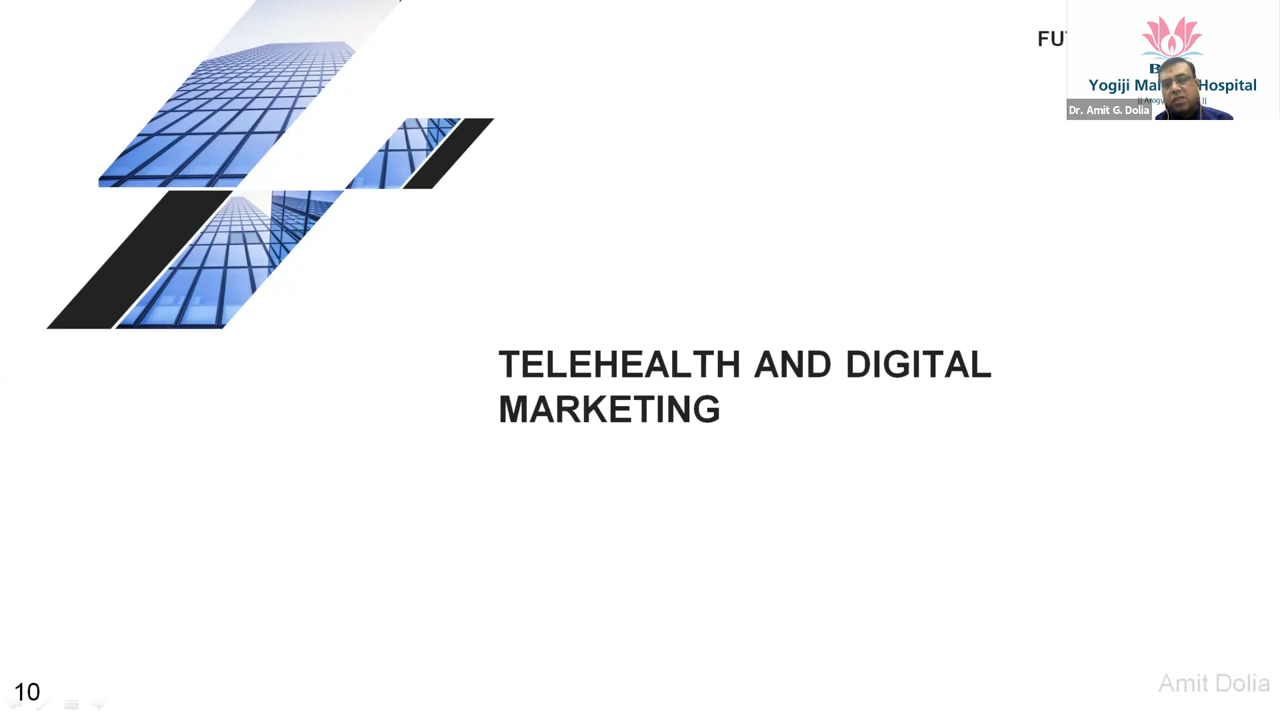 FU
Yogiji Ma Hospital
Dr. Amit G. Dolia
TELEHEALTH AND DIGITAL
MARKETING
10
Amit Dolia